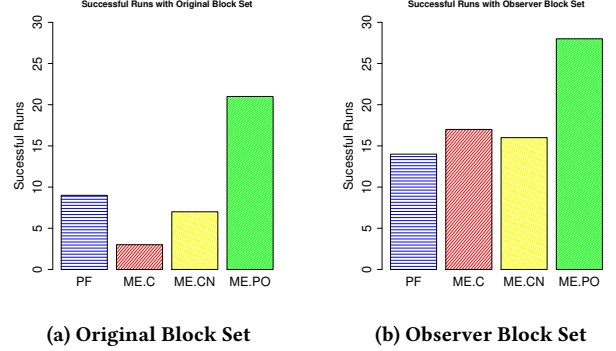 Successful Runs with Original Block Set
30
25
20
15
10
5
0
Sucessful Runs
PF ME.C ME.CN ME.PO
(a) Original Block Set
Successful Runs with Observer Block Set
30
25
20
15
10
5
0
Sucessful Runs
PF ME.C ME.CN ME.PO
(b) Observer Block Set